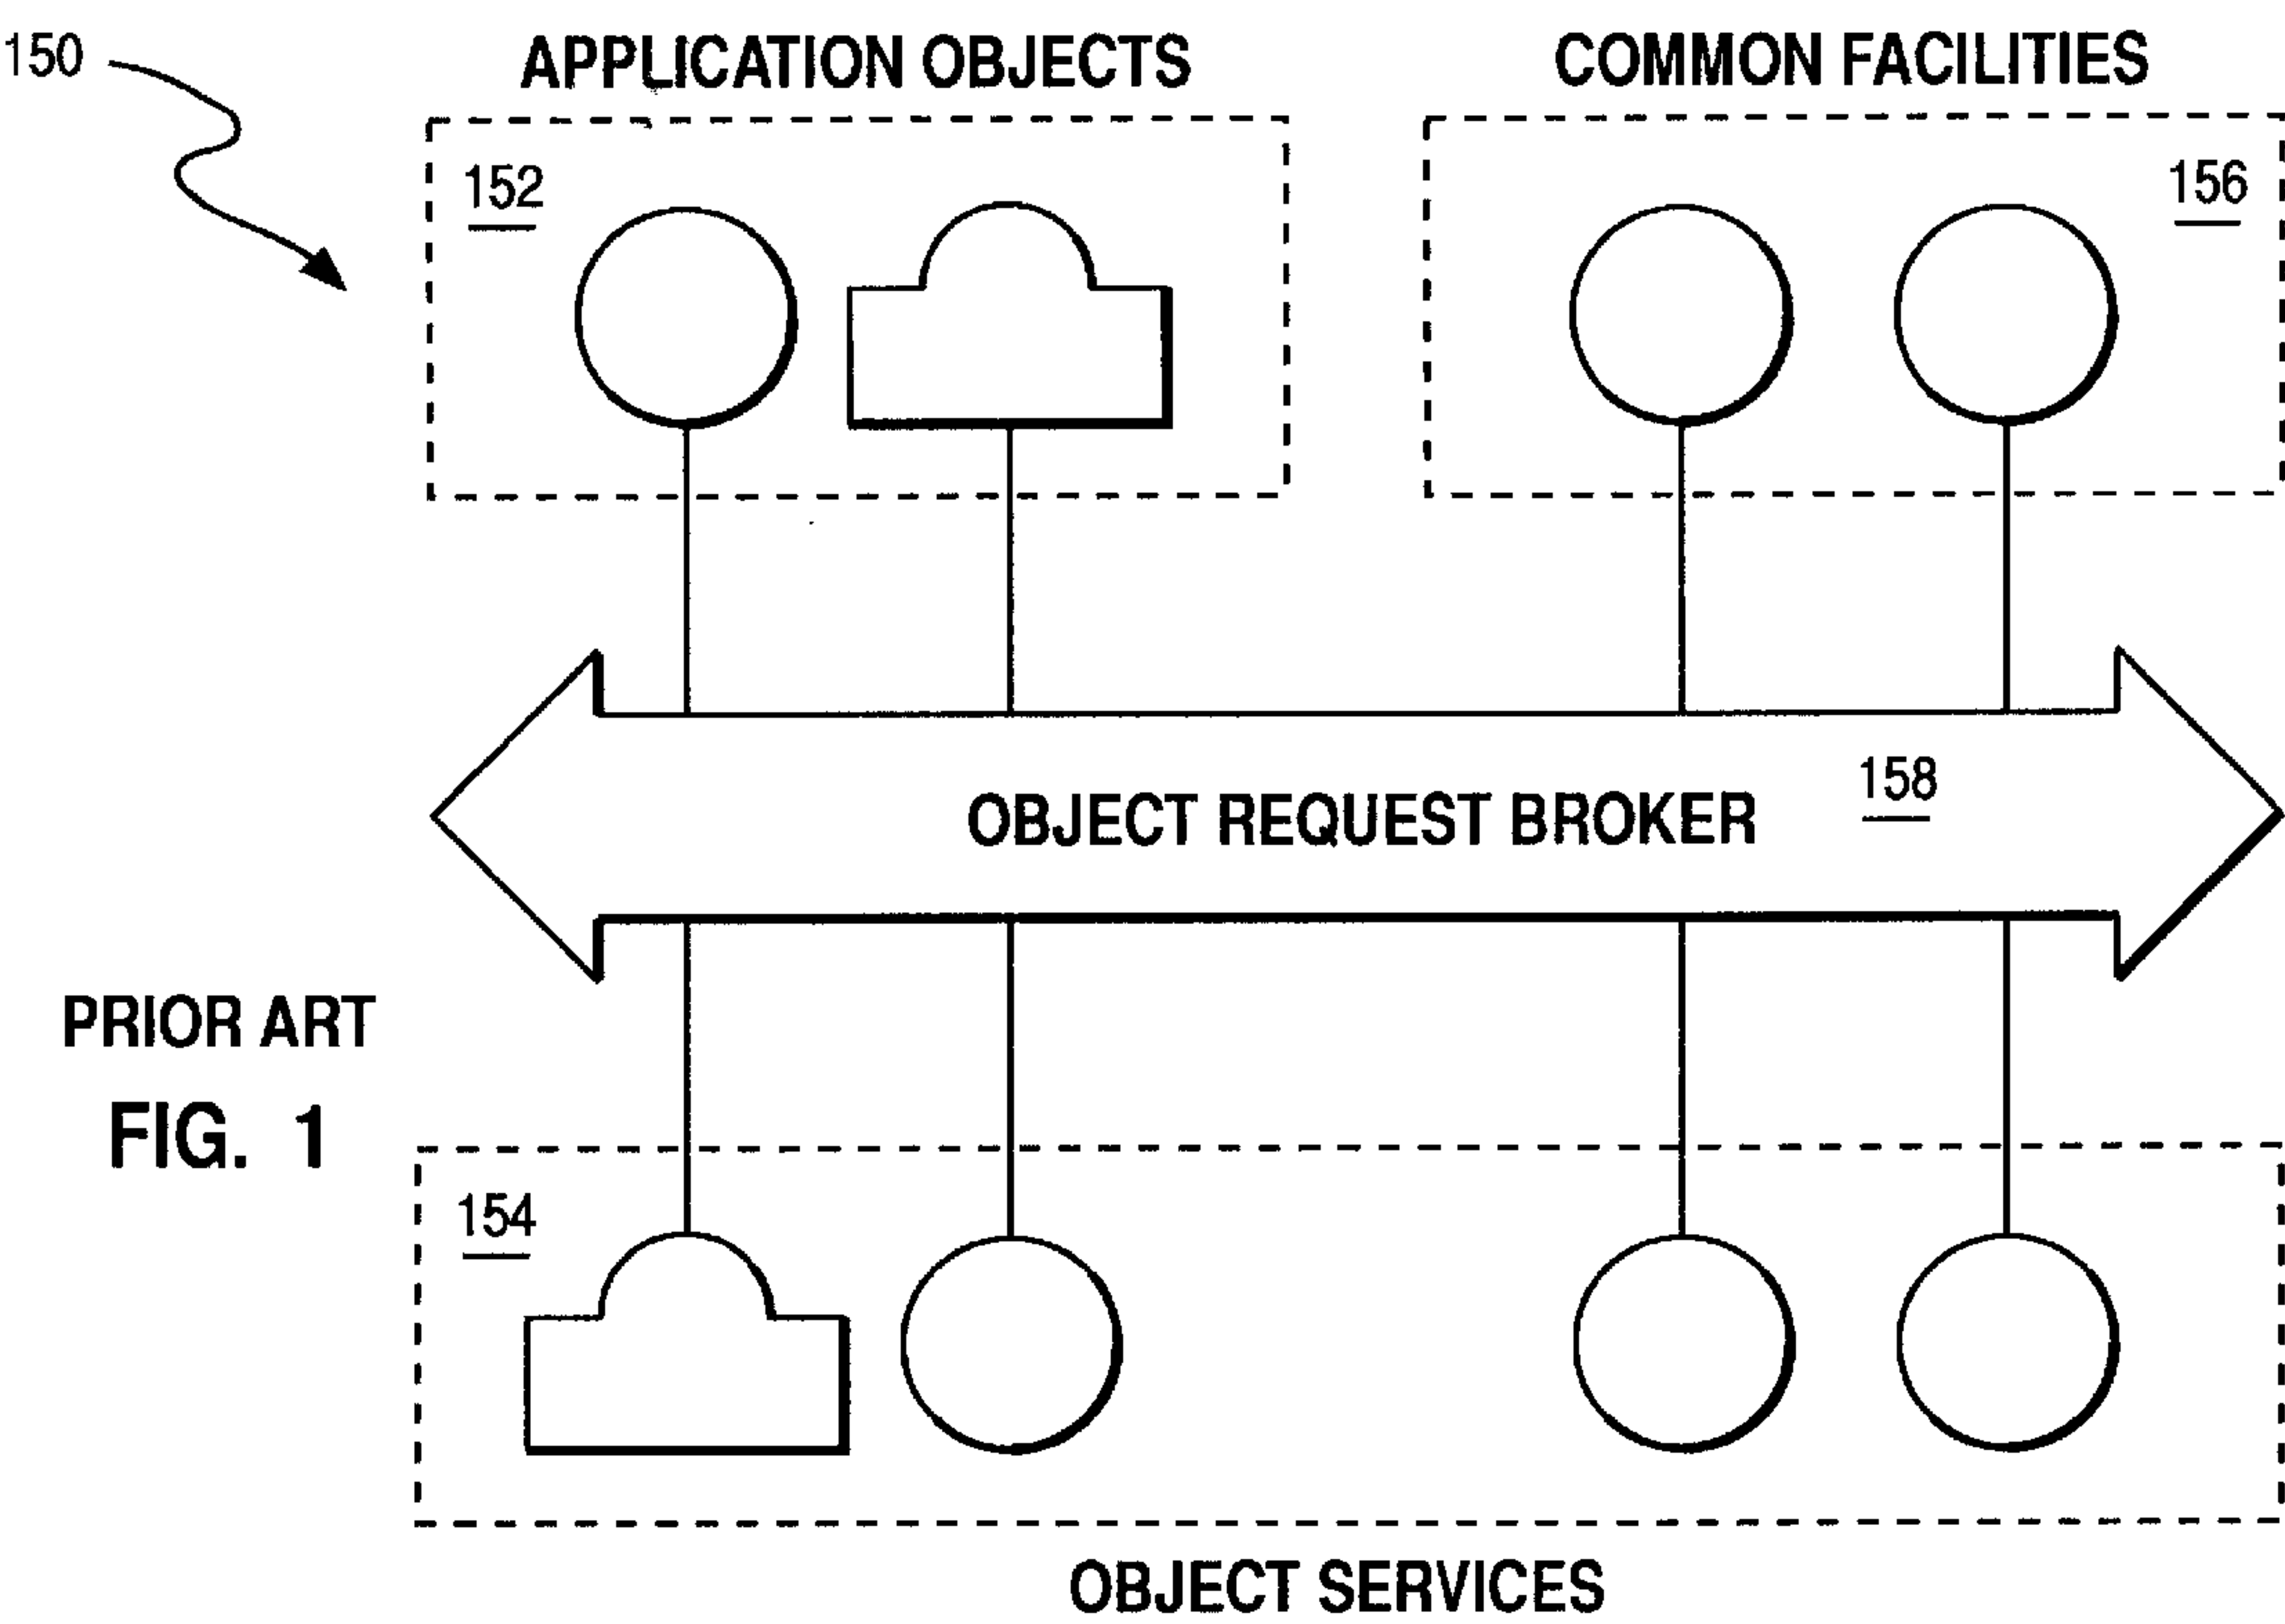 150
APPLICATION OBJECTS
COMMON FACILITIES
152
156
OBJECT REQUEST BROKER
158
PRIOR ART
FIG. 1
154
OBJECT SERVICES